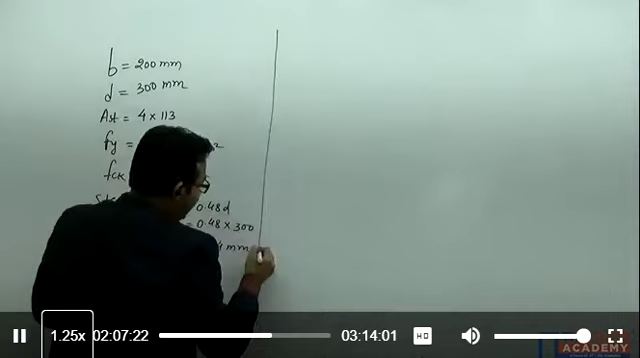 b = 200 mm
d = 300 mm
Ast = 4 x 113
fy =
fck
0.48d
= 0.48 x 300
mm
1.25x 02:07:22 03:14:01 HD
ACADEMY